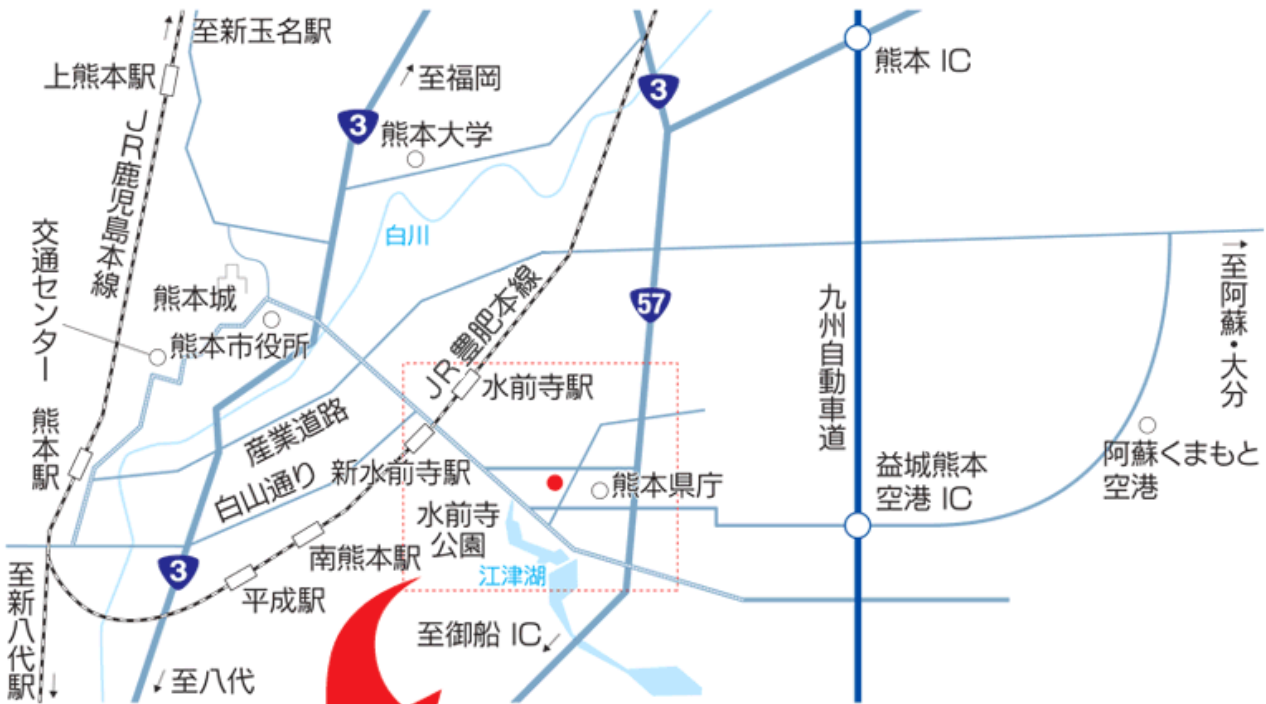 至新玉名駅
上熊本駅
至福岡
3
3
熊本 IC
熊本大学
JR鹿児島本線
白川
交通センター
熊本城
熊本市役所
JR豊肥本線
57
九州自動車道
→至阿蘇・大分
水前寺駅
熊本駅
産業道路
白山通り
新水前寺駅
熊本県庁
益城熊本
空港 IC
阿蘇くまもと
空港
水前寺
公園
南熊本駅
江津湖
3
平成駅
至新八代駅
至御船 IC
至八代